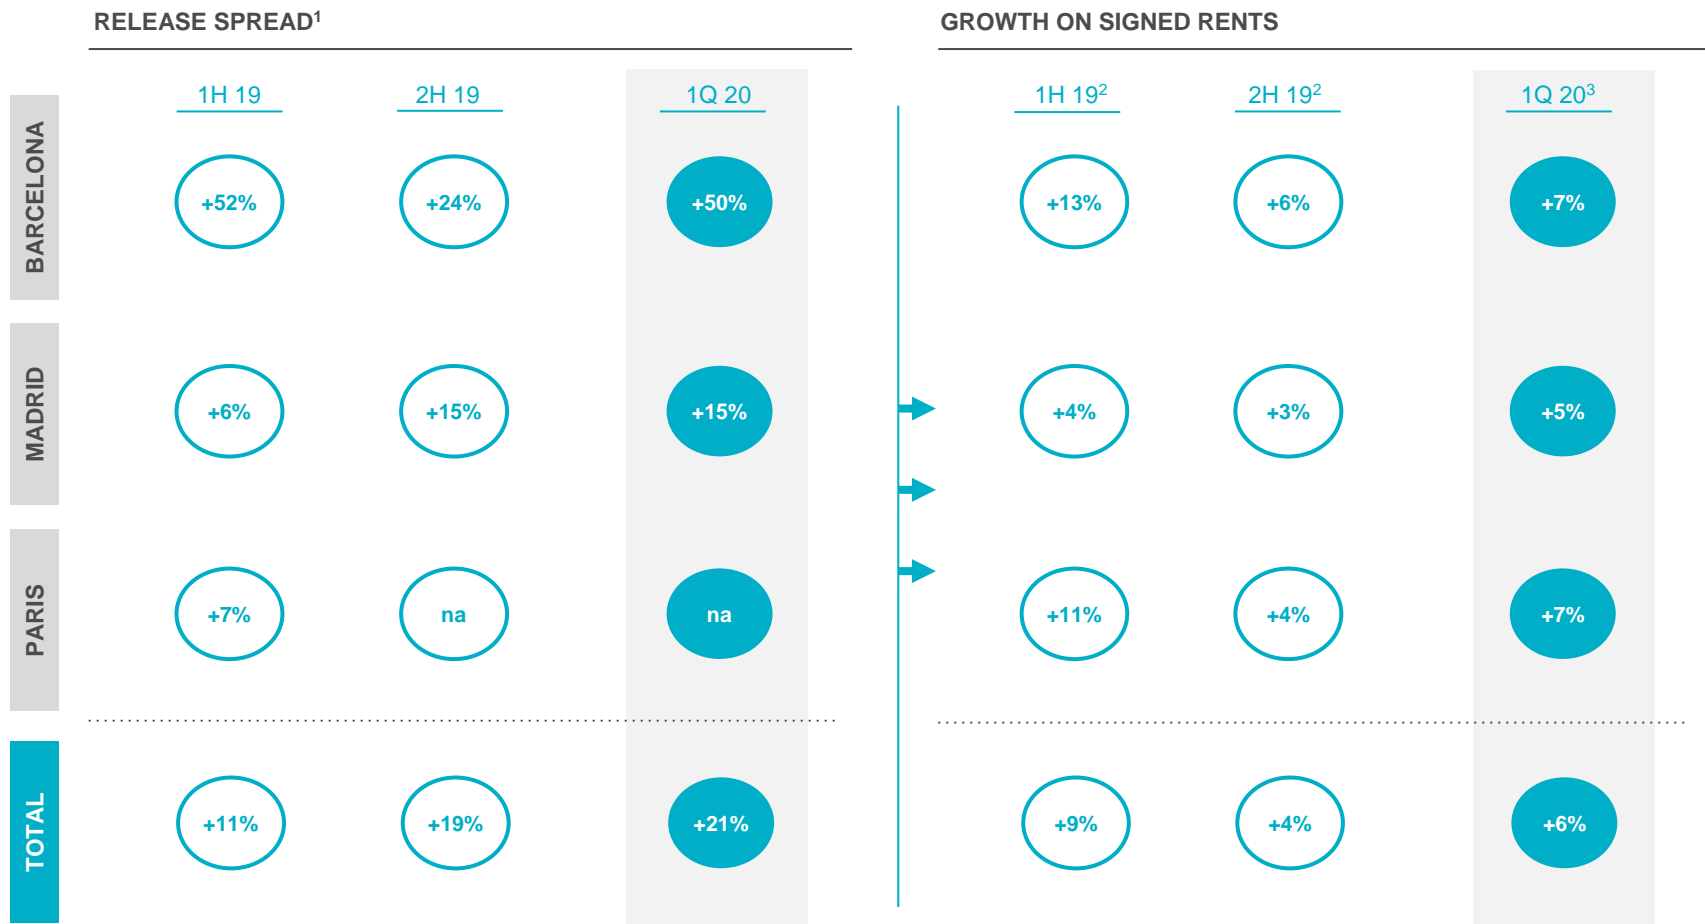 RELEASE SPREAD¹
GROWTH ON SIGNED RENTS
1H 19 2H 19 1Q 20 1H 19² 2H 19² 1Q 20³
BARCELONA
+52% +24% +50% +13% +6% +7%
MADRID
+6% +15% +15% +4% +3% +5%
PARIS
+7% na na +11% +4% +7%
TOTAL
+11% +19% +21% +9% +4% +6%